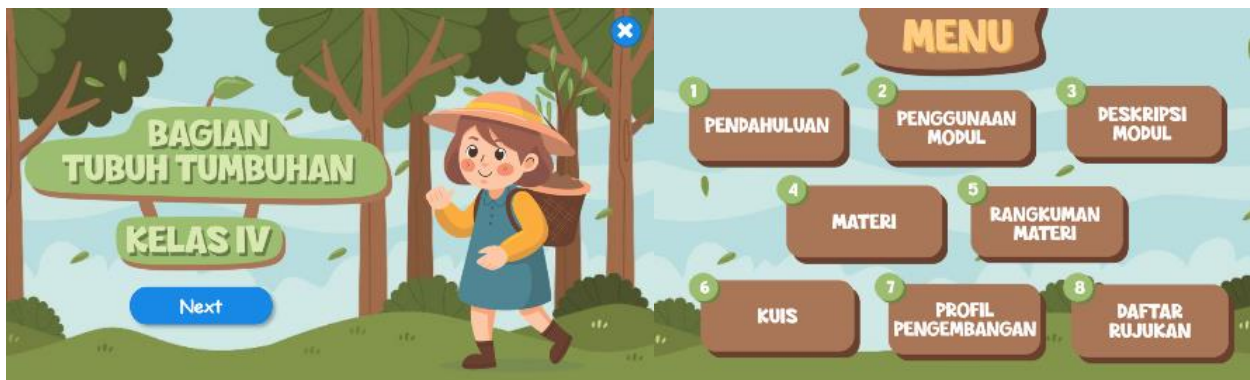 BAGIAN
TUBUH TUMBUHAN
KELAS IV
Next
MENU
1
PENDAHULUAN
2
PENGGUNAAN
MODUL
3
DESKRIPSI
MODUL
4
MATERI
5
RANGKUMAN
MATERI
6
KUIS
7
PROFIL
PENGEMBANGAN
8
DAFTAR
RUJUKAN